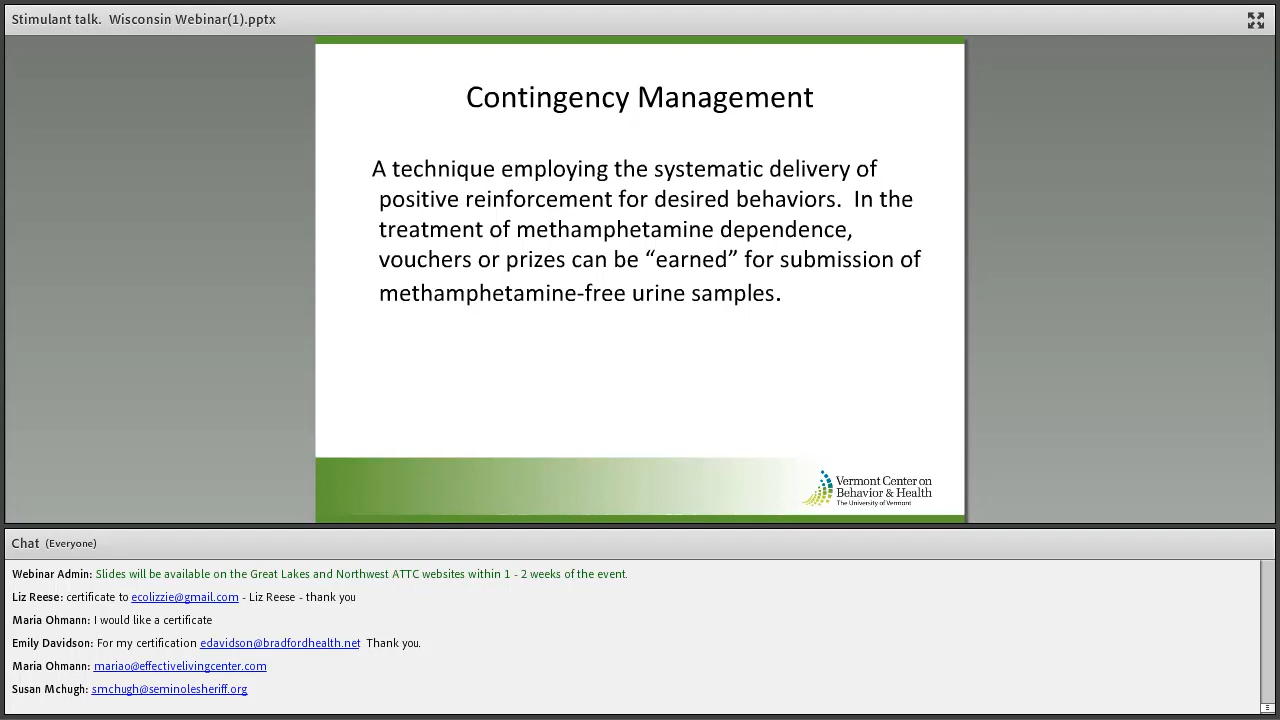 Stimulant talk.  Wisconsin Webinar(1).pptx
Contingency Management
A technique employing the systematic delivery of
positive reinforcement for desired behaviors.  In the
treatment of methamphetamine dependence,
vouchers or prizes can be “earned” for submission of
methamphetamine-free urine samples.
Vermont Center on
Behavior & Health
The University of Vermont
Chat (Everyone)
Webinar Admin: Slides will be available on the Great Lakes and Northwest ATTC websites within 1 - 2 weeks of the event.
Liz Reese: certificate to ecolizzie@gmail.com - Liz Reese - thank you
Maria Ohmann: I would like a certificate
Emily Davidson: For my certification edavidson@bradfordhealth.net  Thank you.
Maria Ohmann: mariao@effectivelivingcenter.com
Susan Mchugh: smchugh@seminolesheriff.org